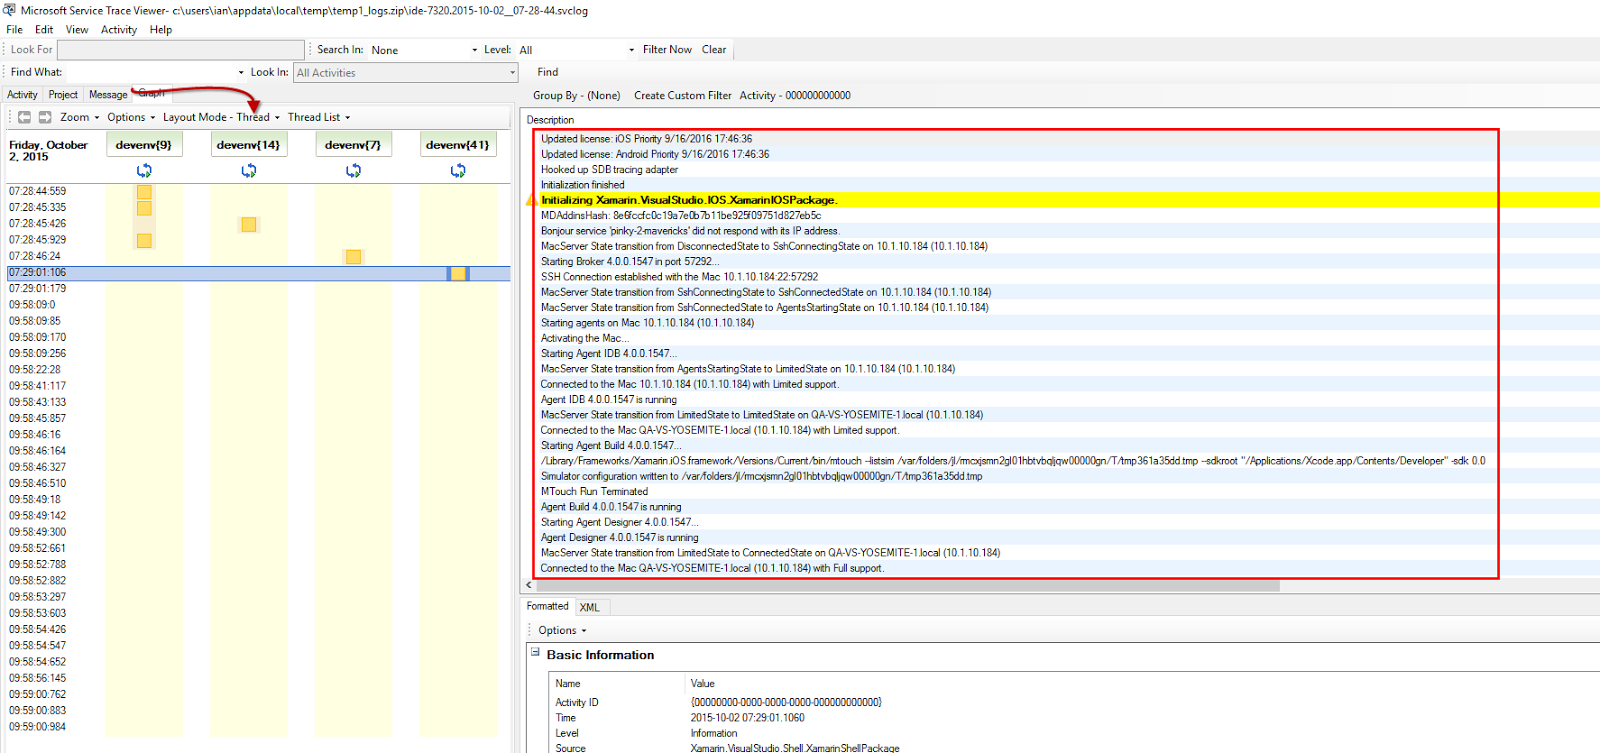 Microsoft Service Trace Viewer- c:\users\ian\appdata\local\temp\temp1_logs.zip\ide-7320.2015-10-02__07-28-44.svclog
File Edit View Activity Help
Look For Search In: None Level: All Filter Now Clear
Find What: Look In: All Activities Find
Activity Project Message Graph
Group By - (None) Create Custom Filter Activity - 000000000000
Zoom Options Layout Mode - Thread Thread List
Description
Friday, October 2, 2015
devenv{9} devenv{14} devenv{7} devenv{41}
07:28:44:559
07:28:45:335
07:28:45:426
07:28:45:929
07:28:46:24
07:29:01:106
07:29:01:179
09:58:09:0
09:58:09:85
09:58:09:170
09:58:09:256
09:58:22:28
09:58:41:117
09:58:43:133
09:58:45:857
09:58:46:16
09:58:46:164
09:58:46:327
09:58:46:510
09:58:49:18
09:58:49:142
09:58:49:300
09:58:52:661
09:58:52:788
09:58:52:882
09:58:53:297
09:58:53:603
09:58:54:426
09:58:54:547
09:58:54:652
09:58:56:145
09:59:00:762
09:59:00:883
09:59:00:984
Updated license: iOS Priority 9/16/2016 17:46:36
Updated license: Android Priority 9/16/2016 17:46:36
Hooked up SDB tracing adapter
Initialization finished
Initializing Xamarin.VisualStudio.IOS.XamarinIOSPackage.
MDAddinsHash: 8e6fccfc0c19a7e0b7b11be925f09751d827eb5c
Bonjour service 'pinky-2-mavericks' did not respond with its IP address.
MacServer State transition from DisconnectedState to SshConnectingState on 10.1.10.184 (10.1.10.184)
Starting Broker 4.0.0.1547 in port 57292...
SSH Connection established with the Mac 10.1.10.184:22:57292
MacServer State transition from SshConnectingState to SshConnectedState on 10.1.10.184 (10.1.10.184)
MacServer State transition from SshConnectedState to AgentsStartingState on 10.1.10.184 (10.1.10.184)
Starting agents on Mac 10.1.10.184 (10.1.10.184)
Activating the Mac...
Starting Agent IDB 4.0.0.1547...
MacServer State transition from AgentsStartingState to LimitedState on 10.1.10.184 (10.1.10.184)
Connected to the Mac 10.1.10.184 (10.1.10.184) with Limited support.
Agent IDB 4.0.0.1547 is running
MacServer State transition from LimitedState to LimitedState on QA-VS-YOSEMITE-1.local (10.1.10.184)
Connected to the Mac QA-VS-YOSEMITE-1.local (10.1.10.184) with Limited support.
Starting Agent Build 4.0.0.1547...
/Library/Frameworks/Xamarin.iOS.framework/Versions/Current/bin/mtouch --listsim /var/folders/jl/rmcxjsmn2gl01hbtvbqljqw00000gn/T/tmp361a35dd.tmp --sdkroot "/Applications/Xcode.app/Contents/Developer" -sdk 0.0
Simulator configuration written to /var/folders/jl/rmcxjsmn2gl01hbtvbqljqw00000gn/T/tmp361a35dd.tmp
MTouch Run Terminated
Agent Build 4.0.0.1547 is running
Starting Agent Designer 4.0.0.1547...
Agent Designer 4.0.0.1547 is running
MacServer State transition from LimitedState to ConnectedState on QA-VS-YOSEMITE-1.local (10.1.10.184)
Connected to the Mac QA-VS-YOSEMITE-1.local (10.1.10.184) with Full support.
Formatted XML
Options
Basic Information
Name Value
Activity ID {00000000-0000-0000-0000-000000000000}
Time 2015-10-02 07:29:01.1060
Level Information
Source Xamarin.VisualStudio.Shell.XamarinShellPackage